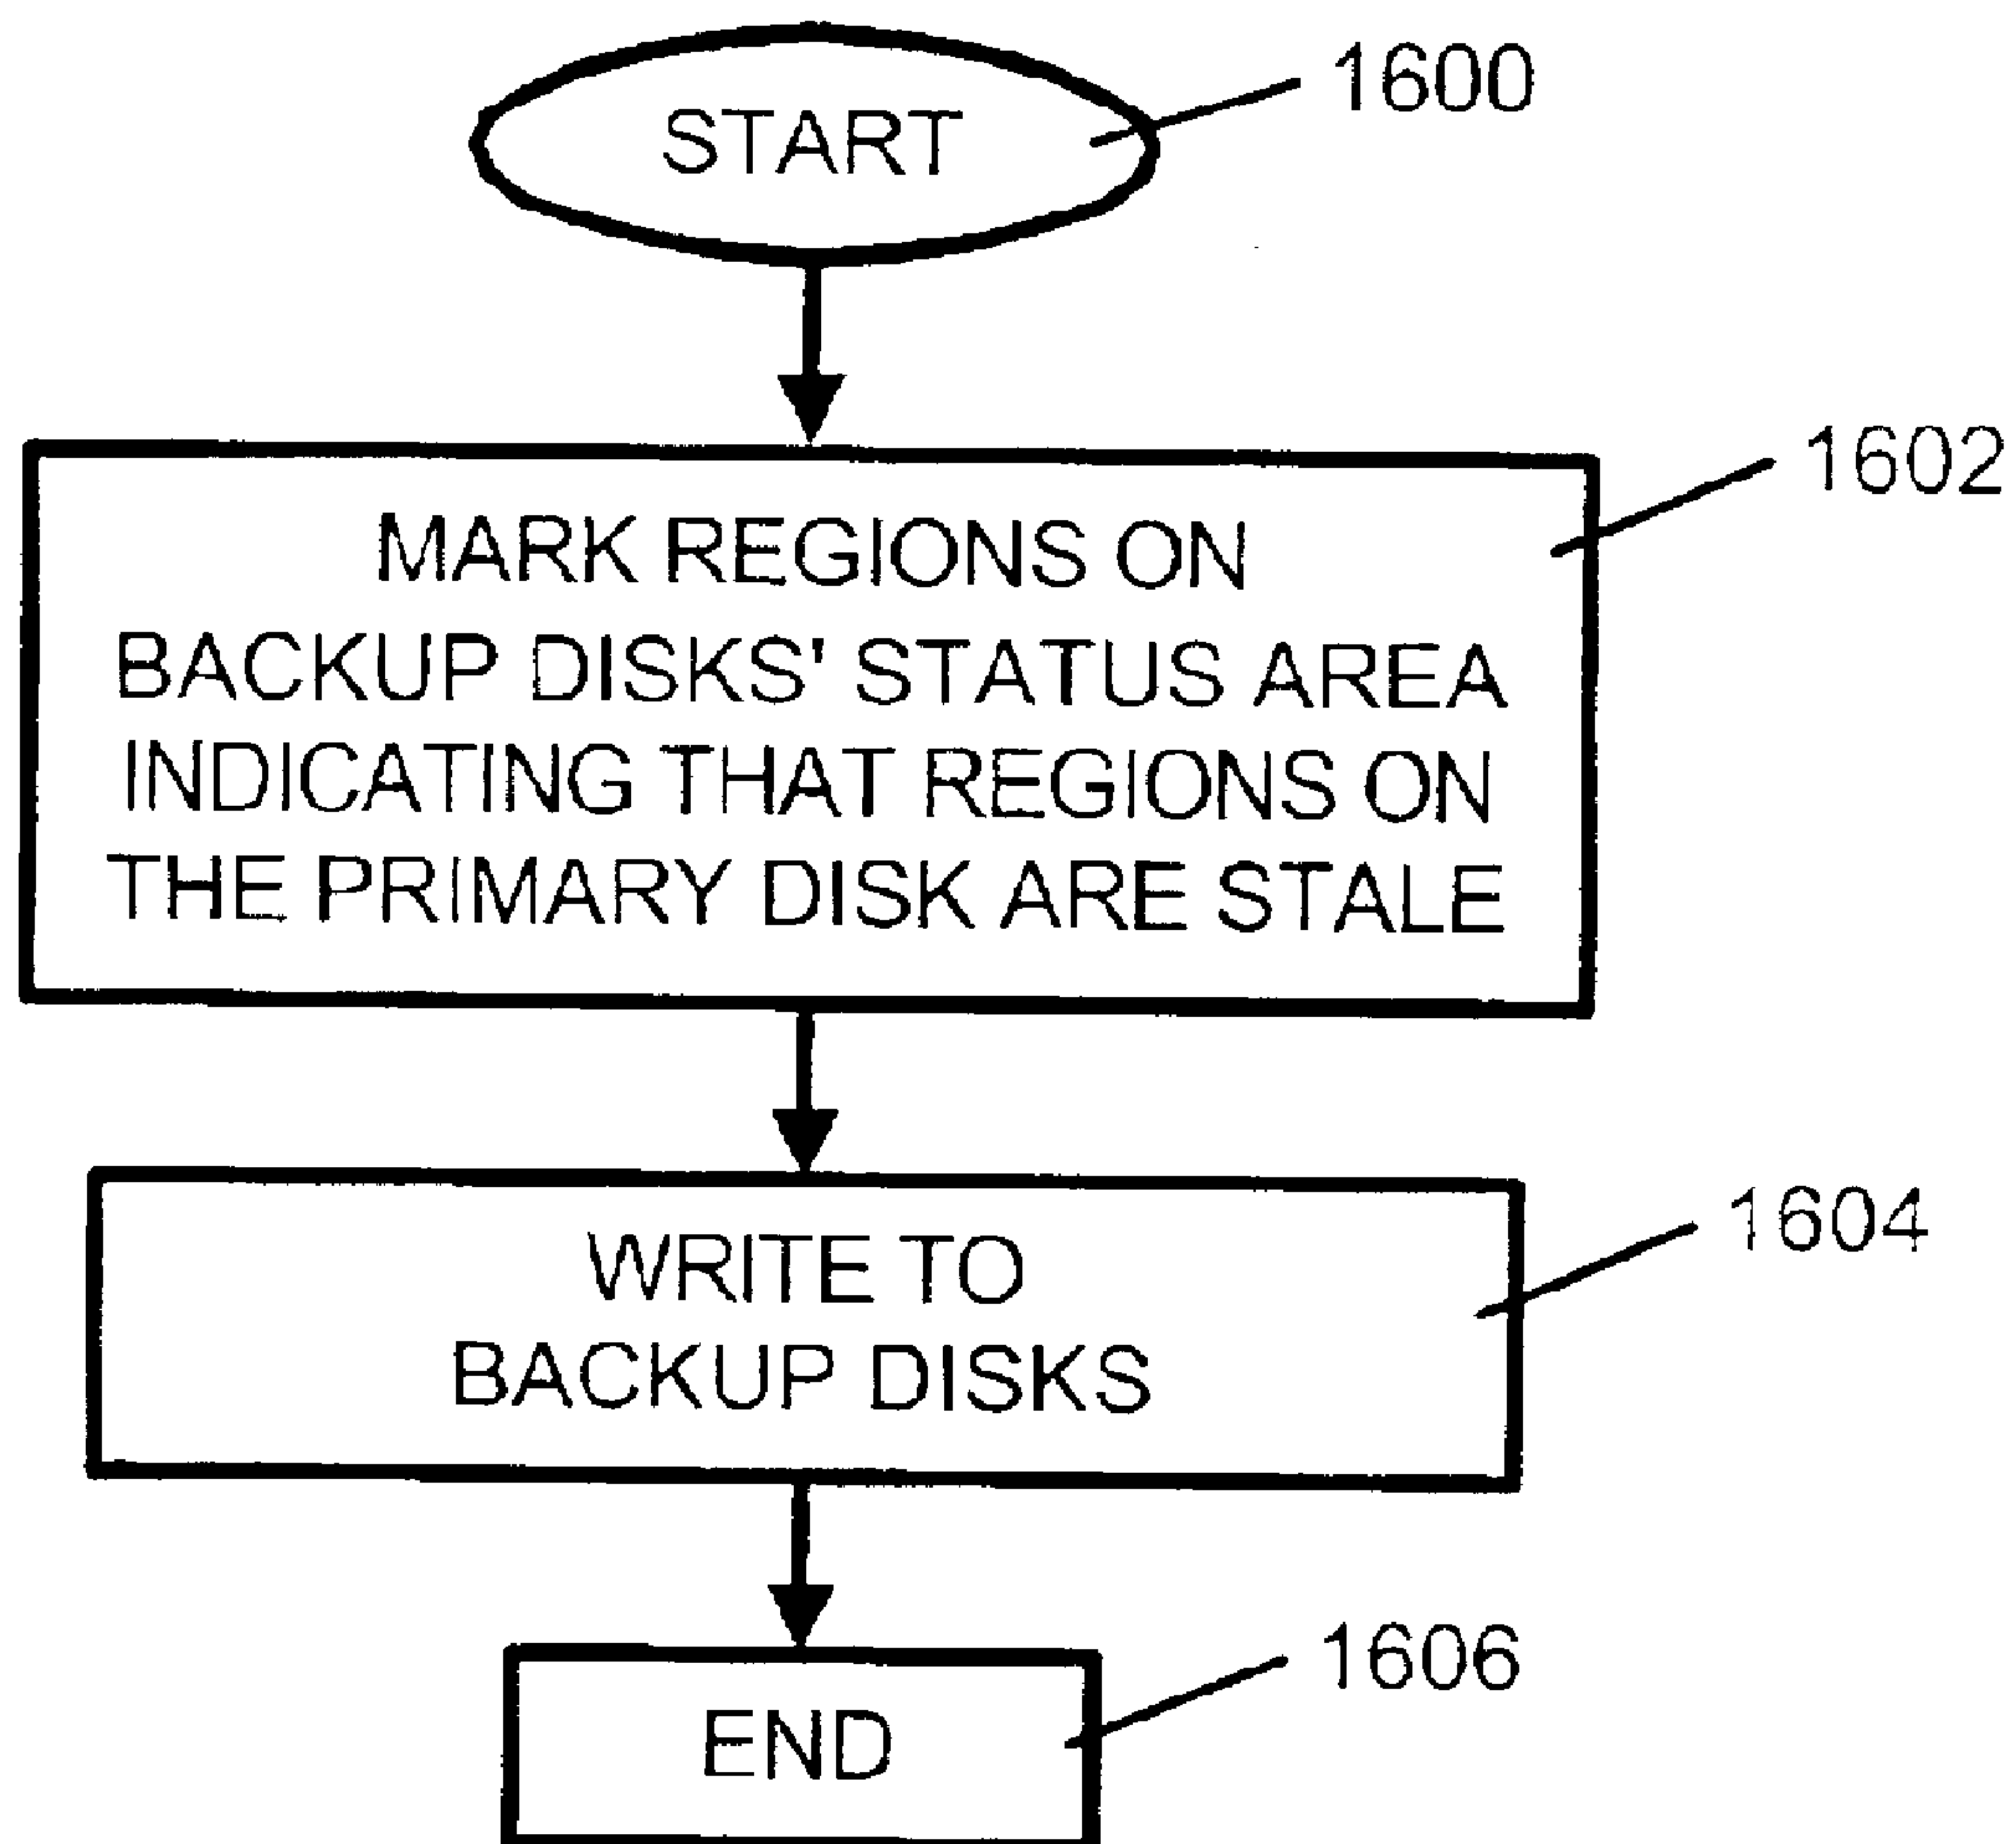 START
1600
1602
MARK REGIONS ON
BACKUP DISKS' STATUS AREA
INDICATING THAT REGIONS ON
THE PRIMARY DISK ARE STALE
1604
WRITE TO
BACKUP DISKS
1606
END